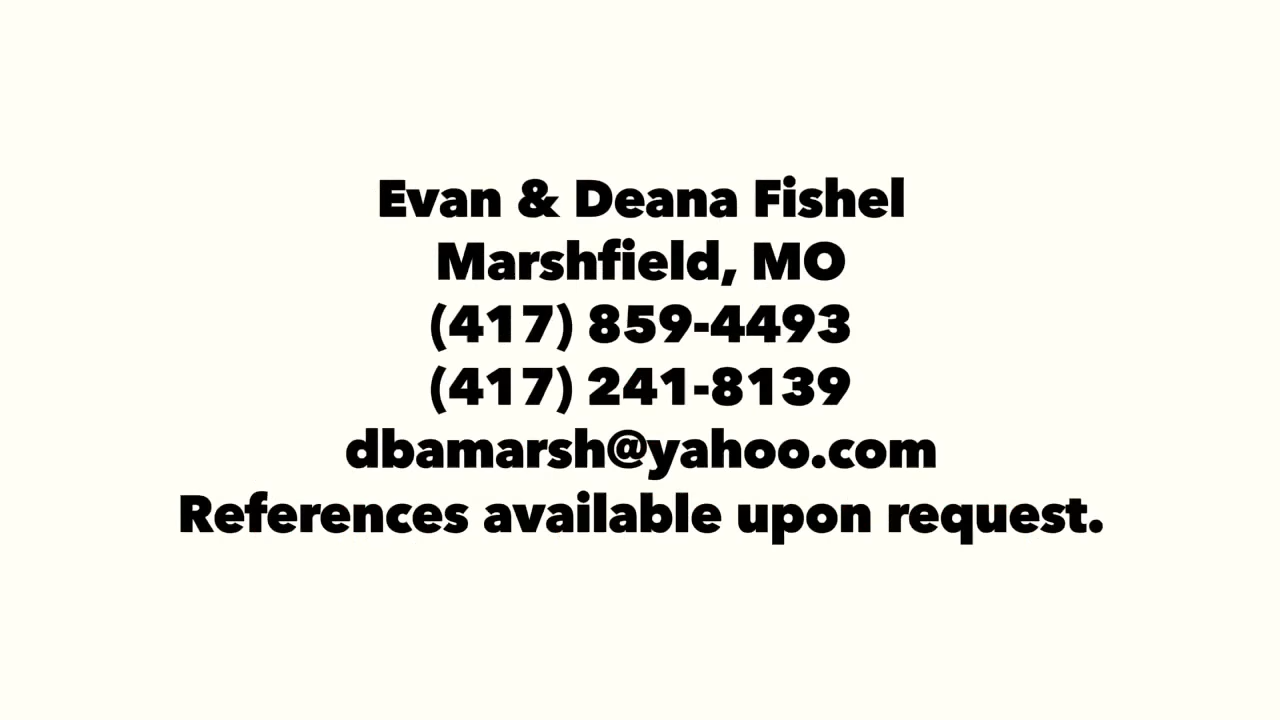 Evan & Deana Fishel
Marshfield, MO
(417) 859-4493
(417) 241-8139
dbamarsh@yahoo.com
References available upon request.